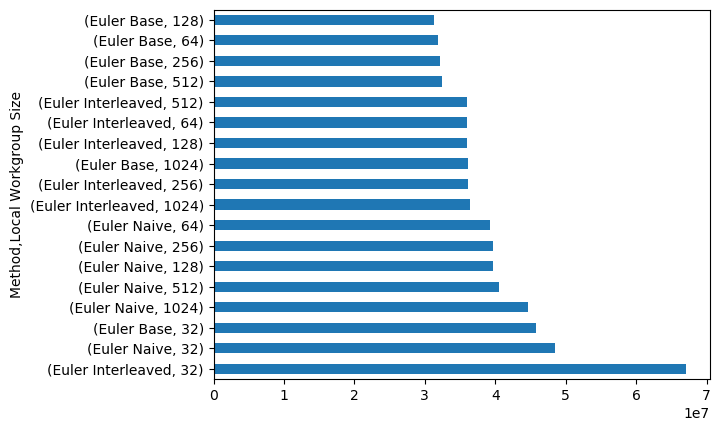 Method,Local Workgroup Size
(Euler Base, 128)
(Euler Base, 64)
(Euler Base, 256)
(Euler Base, 512)
(Euler Interleaved, 512)
(Euler Interleaved, 64)
(Euler Interleaved, 128)
(Euler Base, 1024)
(Euler Interleaved, 256)
(Euler Interleaved, 1024)
(Euler Naive, 64)
(Euler Naive, 256)
(Euler Naive, 128)
(Euler Naive, 512)
(Euler Naive, 1024)
(Euler Base, 32)
(Euler Naive, 32)
(Euler Interleaved, 32)
0 1 2 3 4 5 6 7
1e7